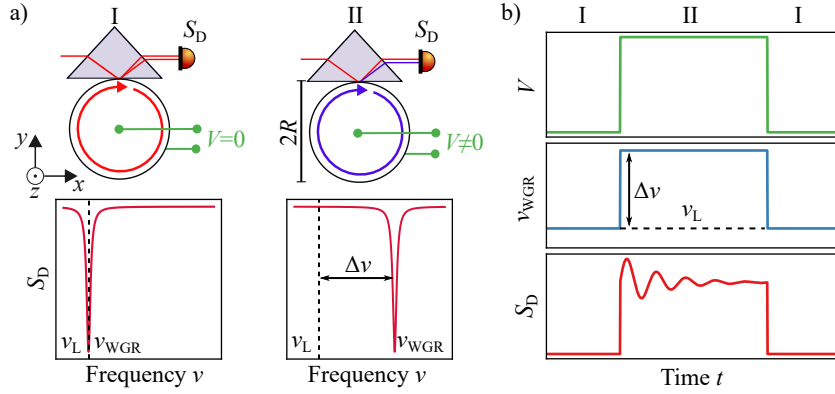 a)
I
S_D
II
S_D
b)
I
II
I
V
V=0
V≠0
2R
y
z
x
ν_WGR
Δν
ν_L
S_D
ν_L
ν_WGR
Δν
ν_L
ν_WGR
S_D
Frequency ν
Frequency ν
Time t